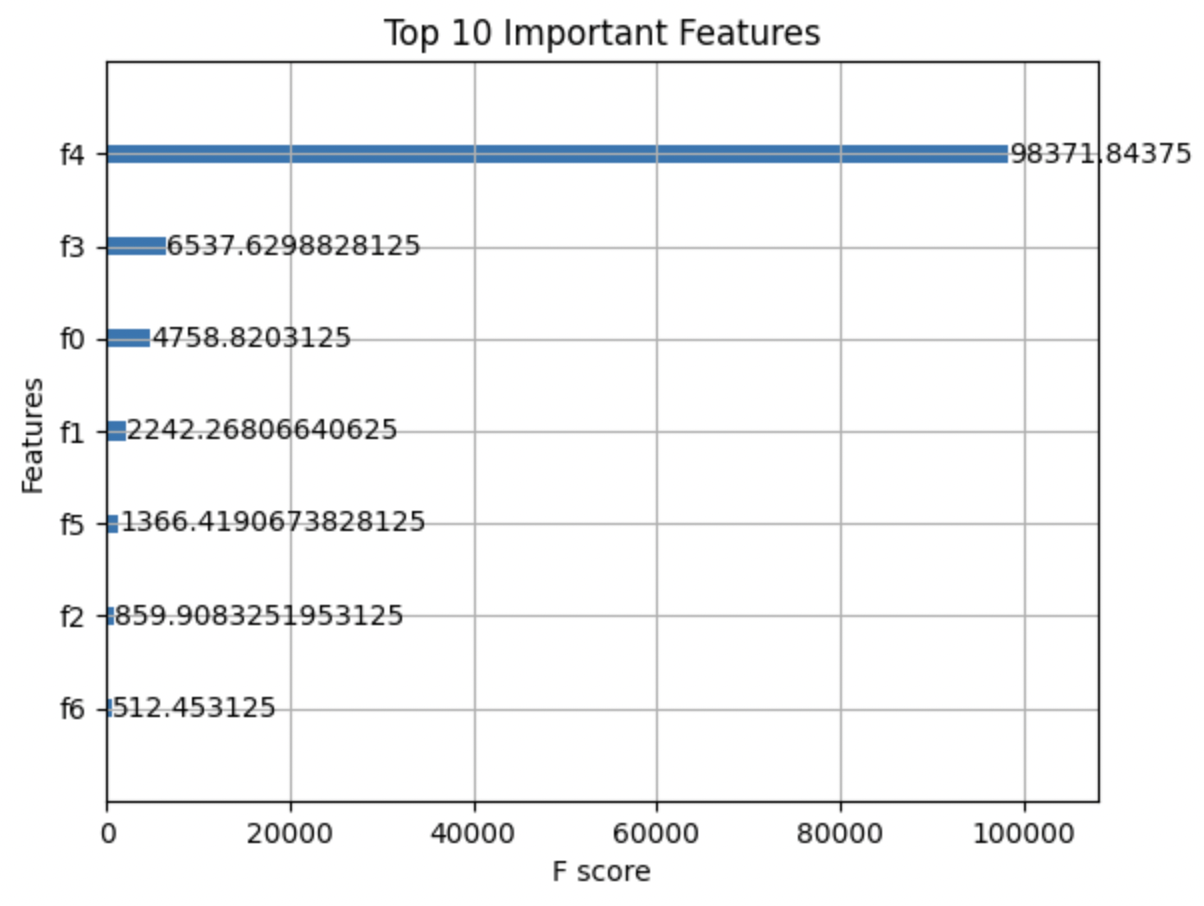 Top 10 Important Features
f4 98371.84375
f3 6537.6298828125
f0 4758.8203125
f1 2242.26806640625
f5 1366.4190673828125
f2 859.9083251953125
f6 512.453125
Features
0 20000 40000 60000 80000 100000
F score